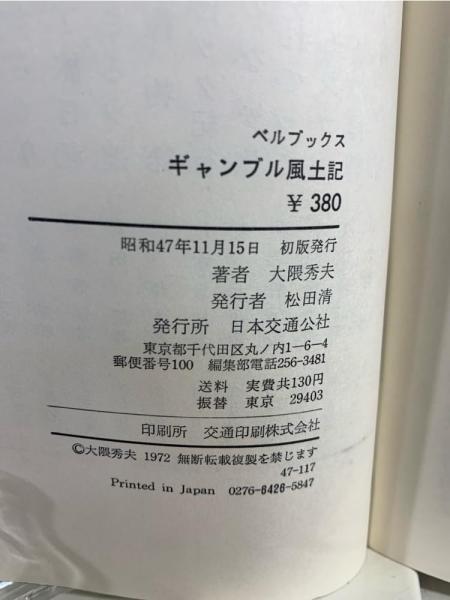 ベルブックス
ギャンブル風土記
￥380
昭和47年11月15日 初版発行
著者 大隈秀夫
発行者 松田清
発行所 日本交通公社
東京都千代田区丸ノ内1-6-4
郵便番号100 編集部電話256-3481
送料 実費共130円
振替 東京 29403
印刷所 交通印刷株式会社
©大隈秀夫 1972 無断転載複製を禁じます
47-117
Printed in Japan 0276-6426-5847